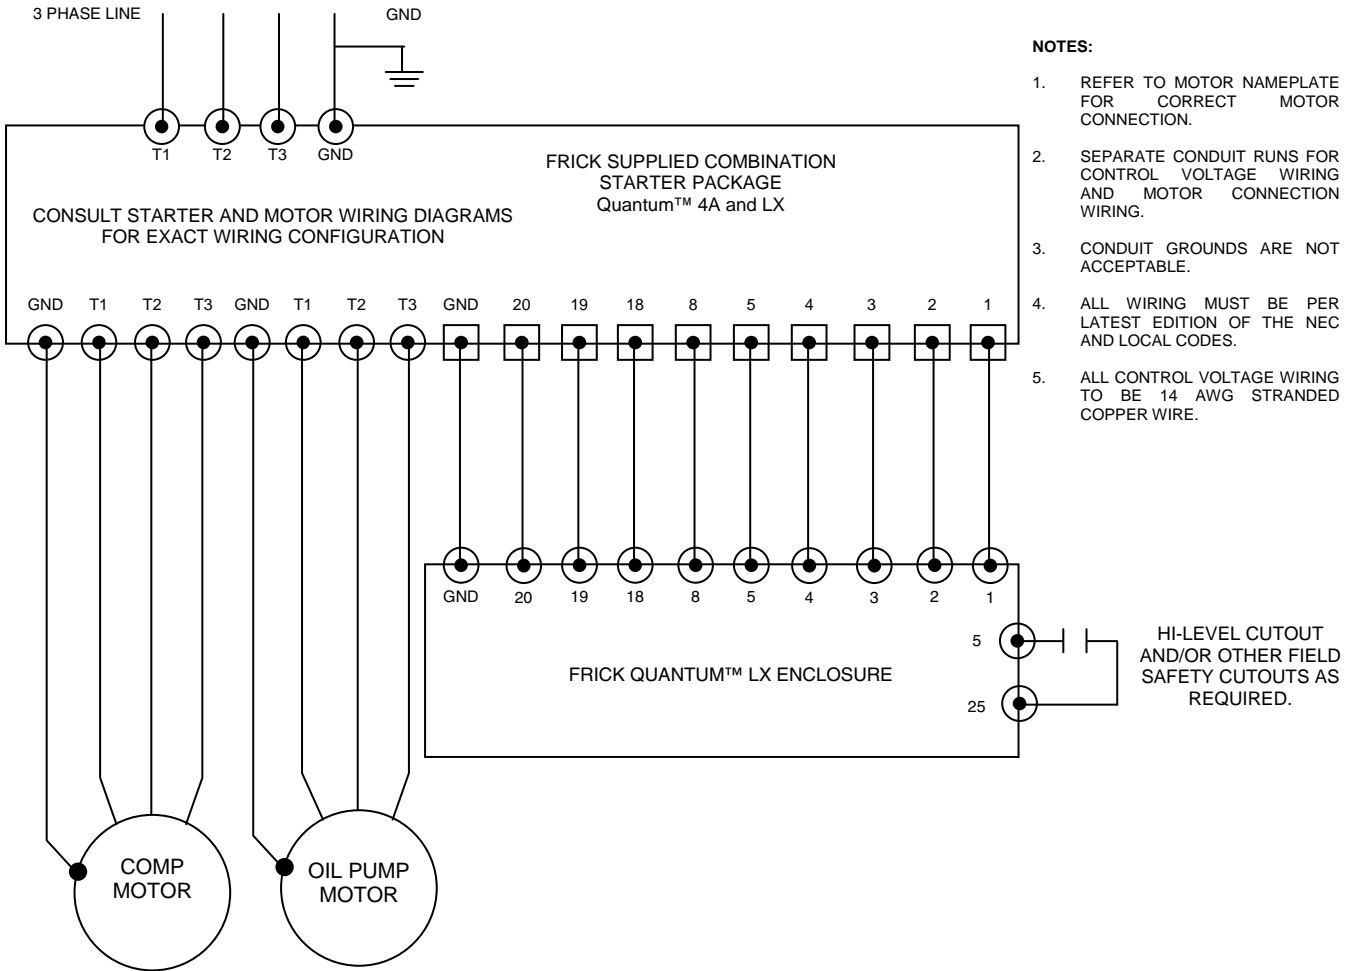 3 PHASE LINE
GND
T1 T2 T3 GND
FRICK SUPPLIED COMBINATION
STARTER PACKAGE
Quantum™ 4A and LX
CONSULT STARTER AND MOTOR WIRING DIAGRAMS
FOR EXACT WIRING CONFIGURATION
GND T1 T2 T3 GND T1 T2 T3 GND 20 19 18 8 5 4 3 2 1
GND 20 19 18 8 5 4 3 2 1
5
FRICK QUANTUM™ LX ENCLOSURE
25
HI-LEVEL CUTOUT
AND/OR OTHER FIELD
SAFETY CUTOUTS AS
REQUIRED.
COMP
MOTOR
OIL PUMP
MOTOR
NOTES:
1. REFER TO MOTOR NAMEPLATE
FOR CORRECT MOTOR
CONNECTION.
2. SEPARATE CONDUIT RUNS FOR
CONTROL VOLTAGE WIRING
AND MOTOR CONNECTION
WIRING.
3. CONDUIT GROUNDS ARE NOT
ACCEPTABLE.
4. ALL WIRING MUST BE PER
LATEST EDITION OF THE NEC
AND LOCAL CODES.
5. ALL CONTROL VOLTAGE WIRING
TO BE 14 AWG STRANDED
COPPER WIRE.